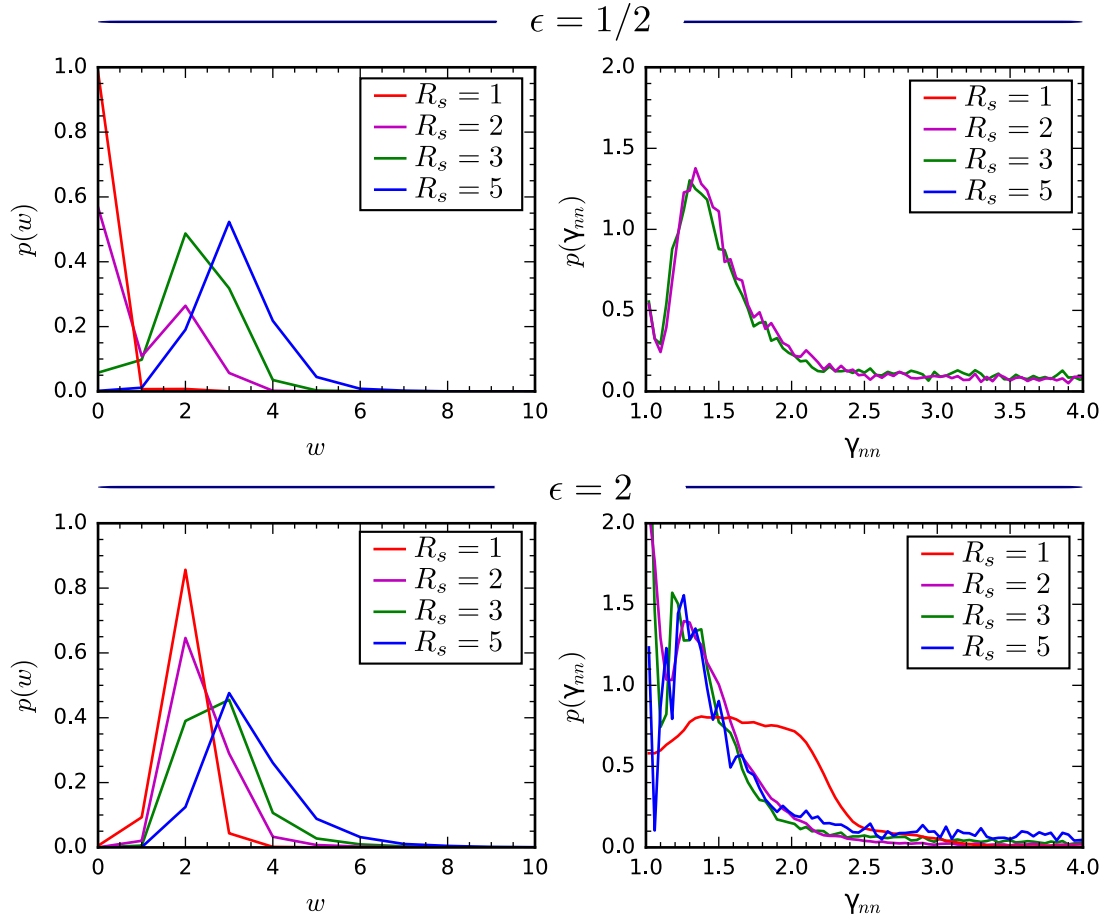 ϵ = 1/2
1.0
0.8
0.6
0.4
0.2
0.0
p(w)
0 2 4 6 8 10
w
R_s = 1
R_s = 2
R_s = 3
R_s = 5
2.0
1.5
1.0
0.5
0.0
p(γ_nn)
1.0 1.5 2.0 2.5 3.0 3.5 4.0
γ_nn
R_s = 1
R_s = 2
R_s = 3
R_s = 5
ϵ = 2
1.0
0.8
0.6
0.4
0.2
0.0
p(w)
0 2 4 6 8 10
w
R_s = 1
R_s = 2
R_s = 3
R_s = 5
2.0
1.5
1.0
0.5
0.0
p(γ_nn)
1.0 1.5 2.0 2.5 3.0 3.5 4.0
γ_nn
R_s = 1
R_s = 2
R_s = 3
R_s = 5